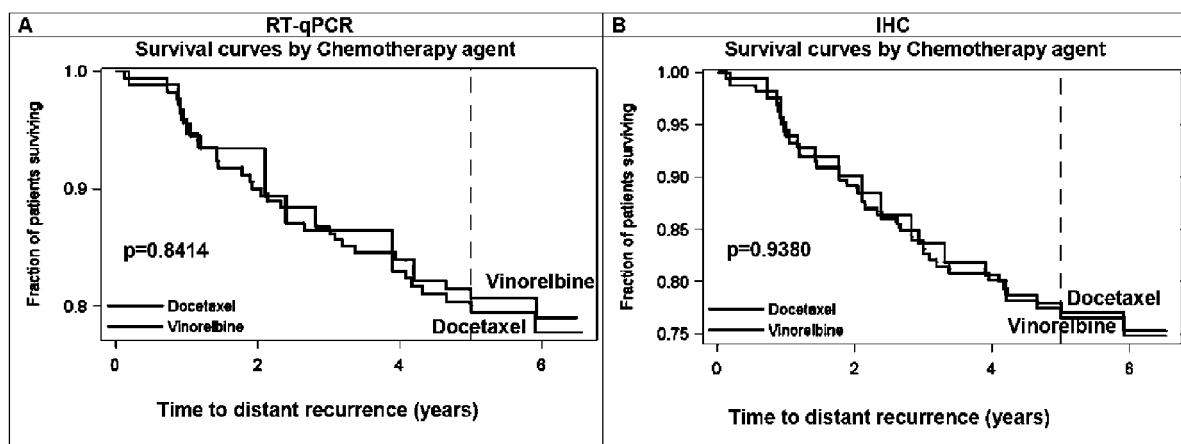 A
RT-qPCR
Survival curves by Chemotherapy agent
Fraction of patients surviving
1.0
0.9
0.8
p=0.8414
Docetaxel
Vinorelbine
Vinorelbine
Docetaxel
0
2
4
6
Time to distant recurrence (years)
B
IHC
Survival curves by Chemotherapy agent
Fraction of patients surviving
1.00
0.95
0.90
0.85
0.80
0.75
p=0.9380
Docetaxel
Vinorelbine
Docetaxel
Vinorelbine
0
2
4
6
Time to distant recurrence (years)